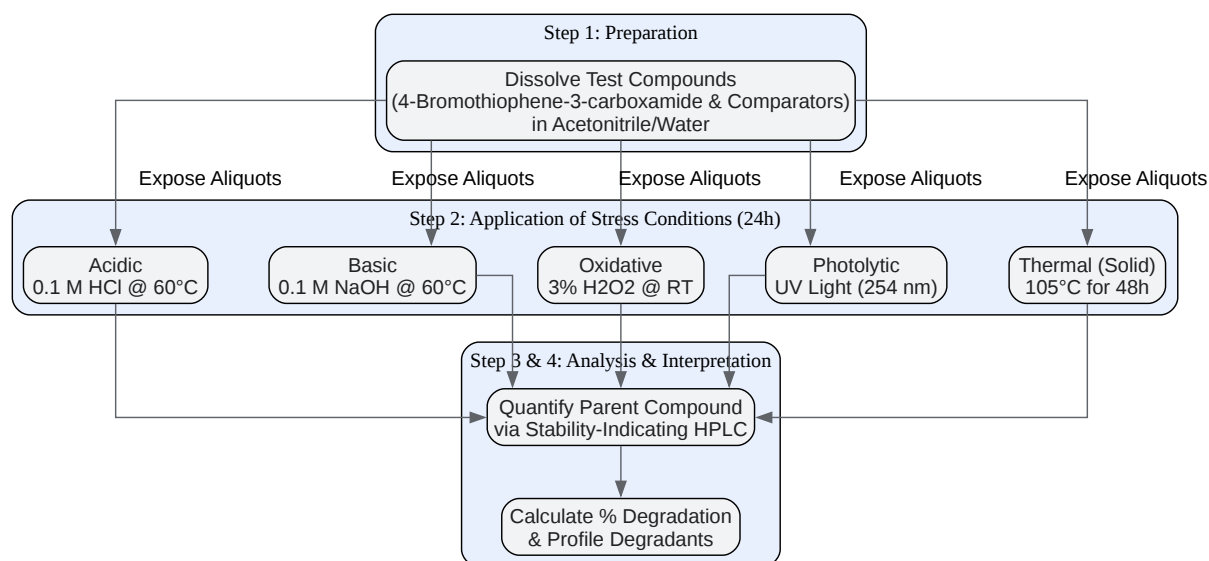 Step 1: Preparation
Dissolve Test Compounds
(4-Bromothiophene-3-carboxamide & Comparators)
in Acetonitrile/Water
Expose Aliquots
Expose Aliquots
Expose Aliquots
Expose Aliquots
Expose Aliquots
Step 2: Application of Stress Conditions (24h)
Acidic
0.1 M HCl @ 60°C
Basic
0.1 M NaOH @ 60°C
Oxidative
3% H2O2 @ RT
Photolytic
UV Light (254 nm)
Thermal (Solid)
105°C for 48h
Step 3 & 4: Analysis & Interpretation
Quantify Parent Compound
via Stability-Indicating HPLC
Calculate % Degradation
& Profile Degradants